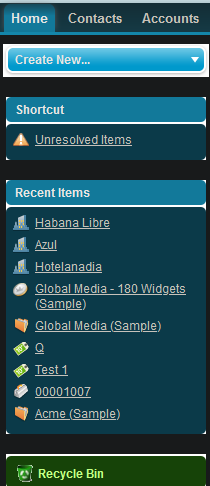 Home Contacts Accounts
Create New...
Shortcut
Unresolved Items
Recent Items
Habana Libre
Azul
Hotelanadia
Global Media - 180 Widgets
(Sample)
Global Media (Sample)
Q
Test 1
00001007
Acme (Sample)
Recycle Bin